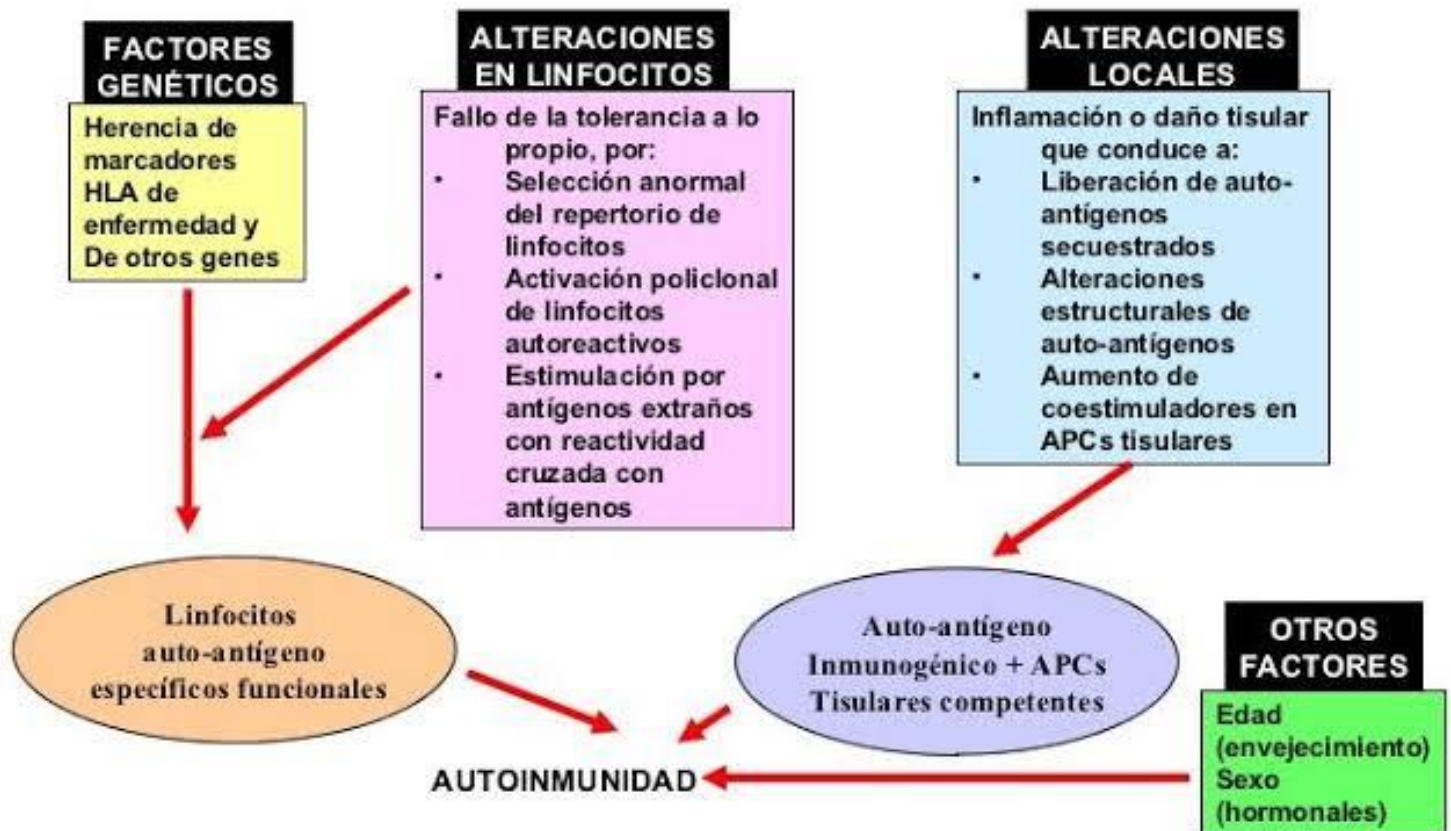 FACTORES
GENÉTICOS
Herencia de
marcadores
HLA de
enfermedad y
De otros genes
ALTERACIONES
EN LINFOCITOS
Fallo de la tolerancia a lo
propio, por:
· Selección anormal
del repertorio de
linfocitos
· Activación policlonal
de linfocitos
autoreactivos
· Estimulación por
antígenos extraños
con reactividad
cruzada con
antígenos
ALTERACIONES
LOCALES
Inflamación o daño tisular
que conduce a:
· Liberación de auto-
antígenos
secuestrados
· Alteraciones
estructurales de
auto-antígenos
· Aumento de
coestimuladores en
APCs tisulares
Linfocitos
auto-antígeno
específicos funcionales
Auto-antígeno
Inmunogénico + APCs
Tisulares competentes
OTROS
FACTORES
Edad
(envejecimiento)
Sexo
(hormonales)
AUTOINMUNIDAD